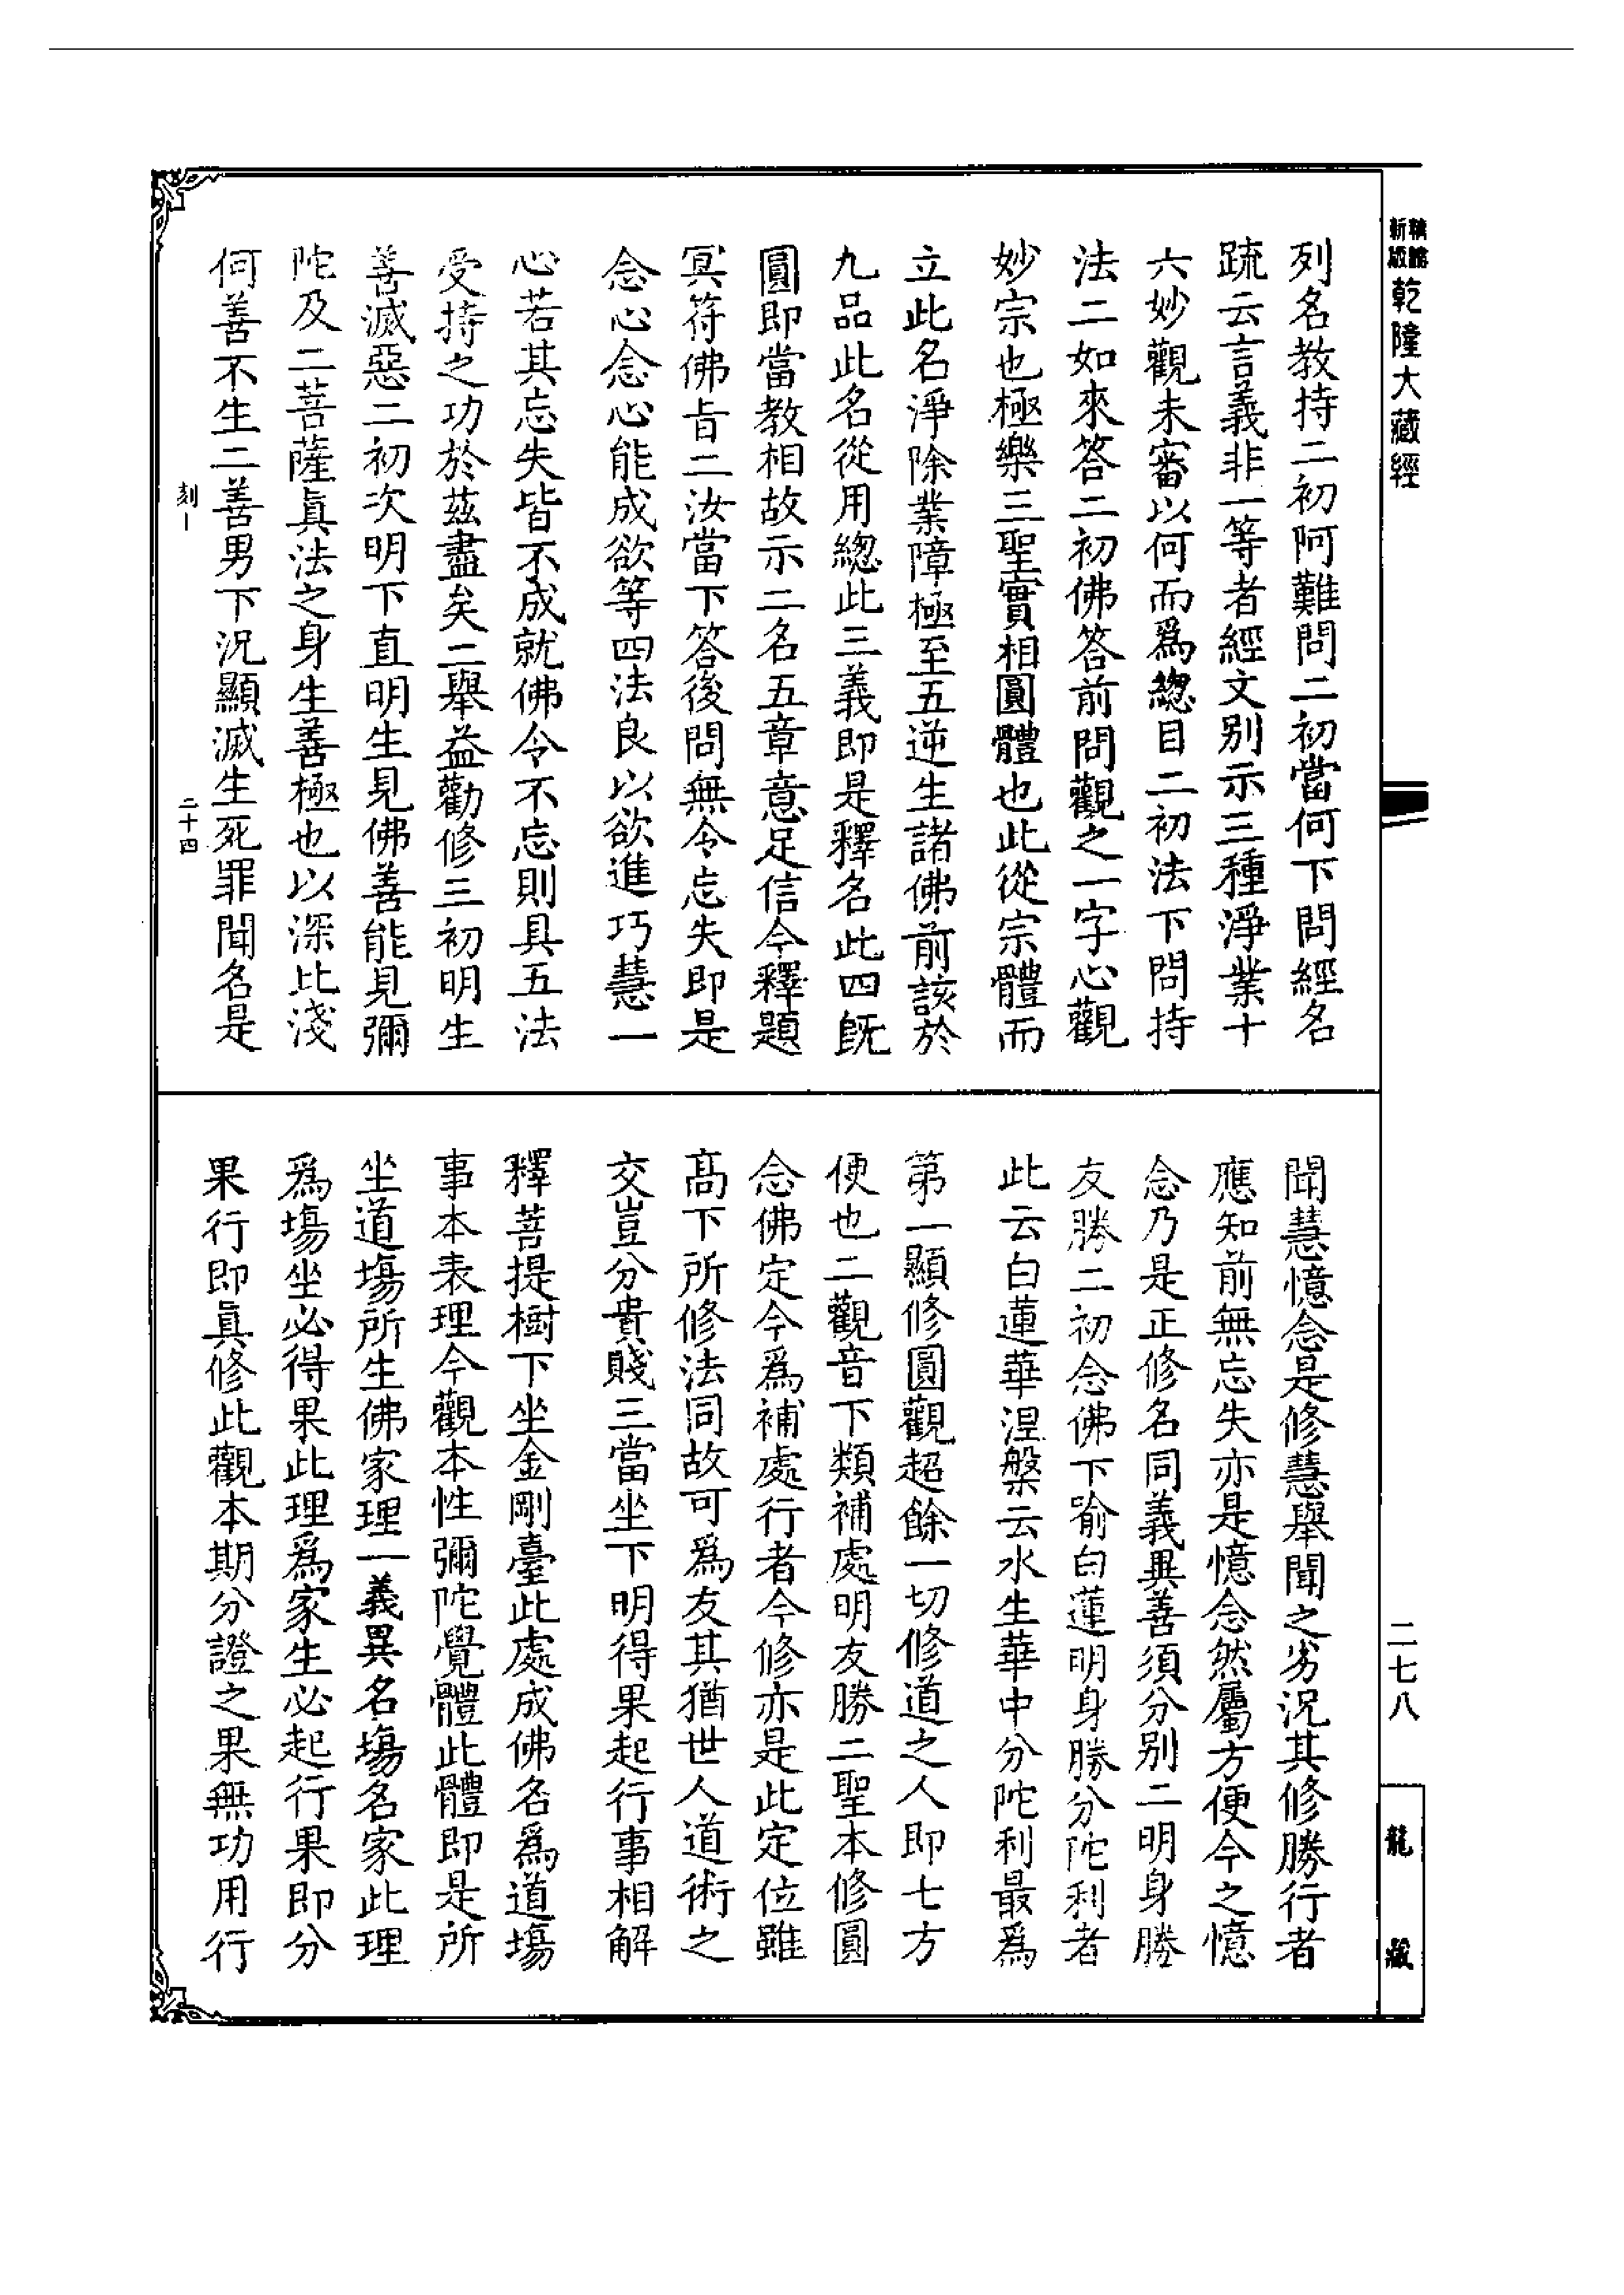 乾隆大藏經
列名教持二初阿難問二初當何下問經名
疏云言義非一等者經文別示三種淨業十
六妙觀未審以何而爲總目二初法下問持
法二如來答二初佛答前問觀之一字心觀
妙宗也極樂三聖實相圓體也此從宗體而
立此名淨除業障極至五逆生諸佛前該於
九品此名從用總此三義即是釋名此四旣
圓即當教相故示二名五章意足信今釋題
冥符佛旨二汝當下答後問無令忘失即是
念心念心能成欲等四法良以欲進巧慧一
心若其忘失皆不成就佛令不忘則具五法
受持之功於茲盡矣二舉益勸修三初明生
善滅惡二初次明下直明生見佛善能見彌
陀及二菩薩眞法之身生善極也以深比淺
何善不生二善男下況顯滅生死罪聞名是
刻一
二十四
聞慧憶念是修慧舉聞之劣況其修勝行者
應知前無忘失亦是憶念然屬方便今之憶
念乃是正修名同義異善須分別二明身勝
友勝二初念佛下喻白蓮明身勝分陀利者
此云白蓮華涅槃云水生華中分陀利最爲
第一顯修圓觀超餘一切修道之人即七方
便也二觀音下類補處明友勝二聖本修圓
念佛定今爲補處行者今修亦是此定位雖
高下所修法同故可爲友其猶世人道術之
交豈分貴賤三當坐下明得果起行事相解
釋菩提樹下坐金剛臺此處成佛名爲道場
事本表理今觀本性彌陀覺體此體即是所
坐道場所生佛家理一義異名場名家此理
爲場坐必得果此理爲家生必起行果即分
果行即眞修此觀本期分證之果無功用行
二七八
龍藏